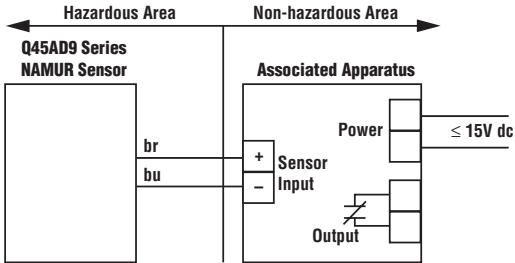 Hazardous Area
Non-hazardous Area
Q45AD9 Series
NAMUR Sensor
Associated Apparatus
Power
≤ 15V dc
br
bu
+
–
Sensor
Input
Output